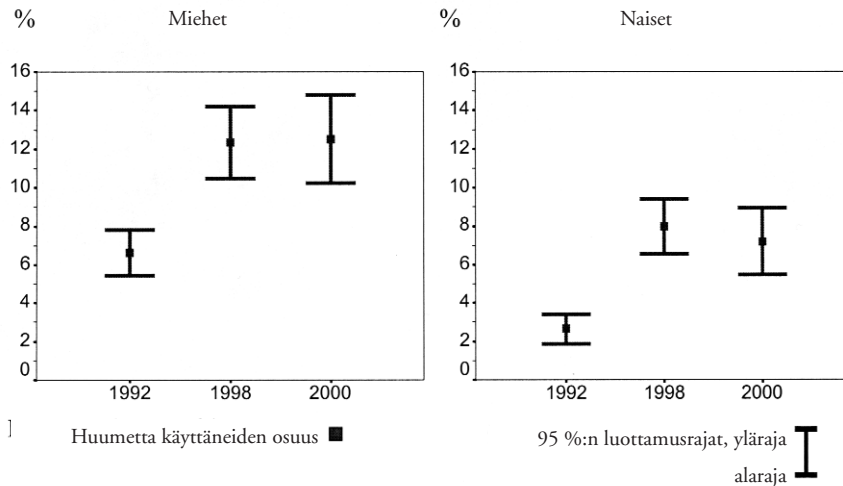 % Miehet
16
14
12
10
8
6
4
2
0
1992 1998 2000
% Naiset
16
14
12
10
8
6
4
2
0
1992 1998 2000
Huumetta käyttäneiden osuus
95 %:n luottamusrajat, yläraja
alaraja